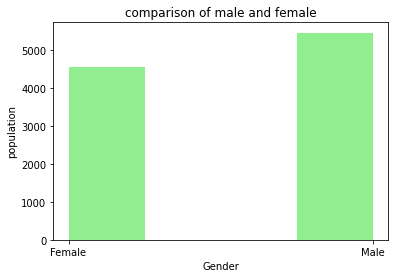 comparison of male and female
population
5000
4000
3000
2000
1000
0
Female
Male
Gender